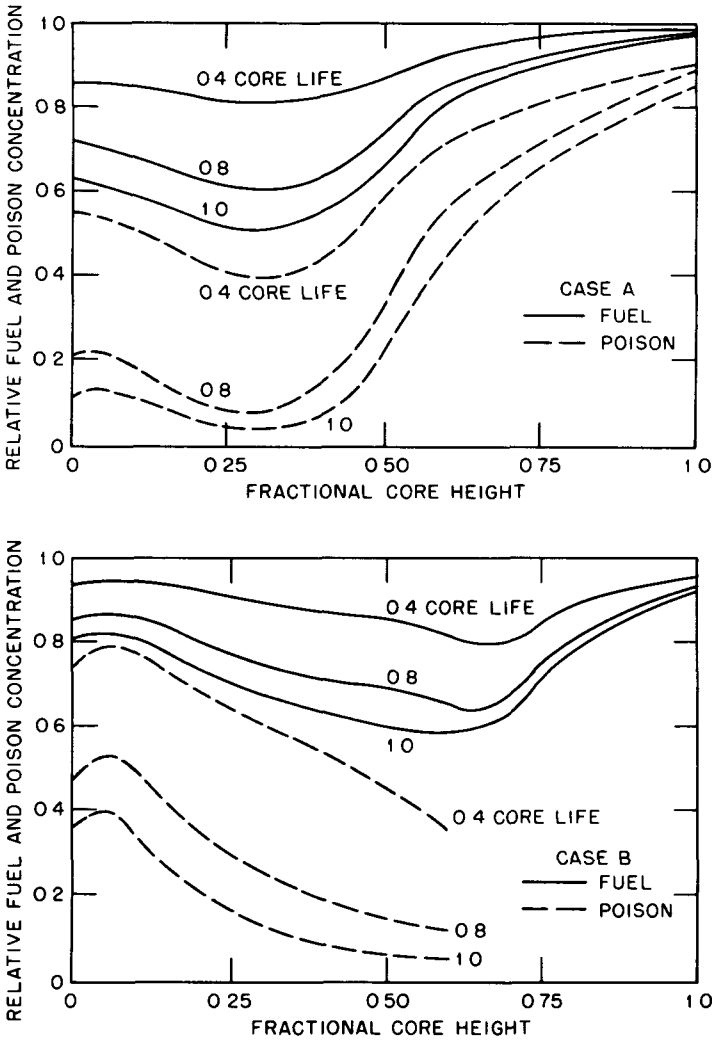 RELATIVE FUEL AND POISON CONCENTRATION
1 0
0 8
0 6
0 4
0 2
0
0 4 CORE LIFE
0 8
1 0
0 4 CORE LIFE
0 8
1 0
CASE A
FUEL
POISON
0
0 25
0 50
0 75
1 0
FRACTIONAL CORE HEIGHT
RELATIVE FUEL AND POISON CONCENTRATION
1 0
0 8
0 6
0 4
0 2
0
0 4 CORE LIFE
0 8
1 0
0 4 CORE LIFE
0 8
1 0
CASE B
FUEL
POISON
0
0 25
0 50
0 75
1 0
FRACTIONAL CORE HEIGHT